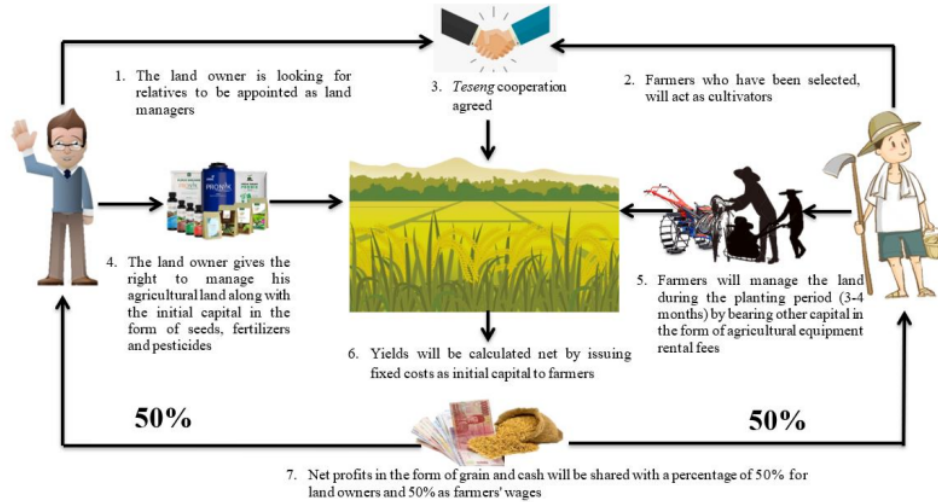 1. The land owner is looking for
relatives to be appointed as land
managers
3. Teseng cooperation
agreed
2. Farmers who have been selected,
will act as cultivators
4. The land owner gives the
right to manage his
agricultural land along with
the initial capital in the
form of seeds, fertilizers
and pesticides
5. Farmers will manage the land
during the planting period (3-4
months) by bearing other capital in
the form of agricultural equipment
rental fees
6. Yields will be calculated net by issuing
fixed costs as initial capital to farmers
50%
50%
7. Net profits in the form of grain and cash will be shared with a percentage of 50% for
land owners and 50% as farmers' wages